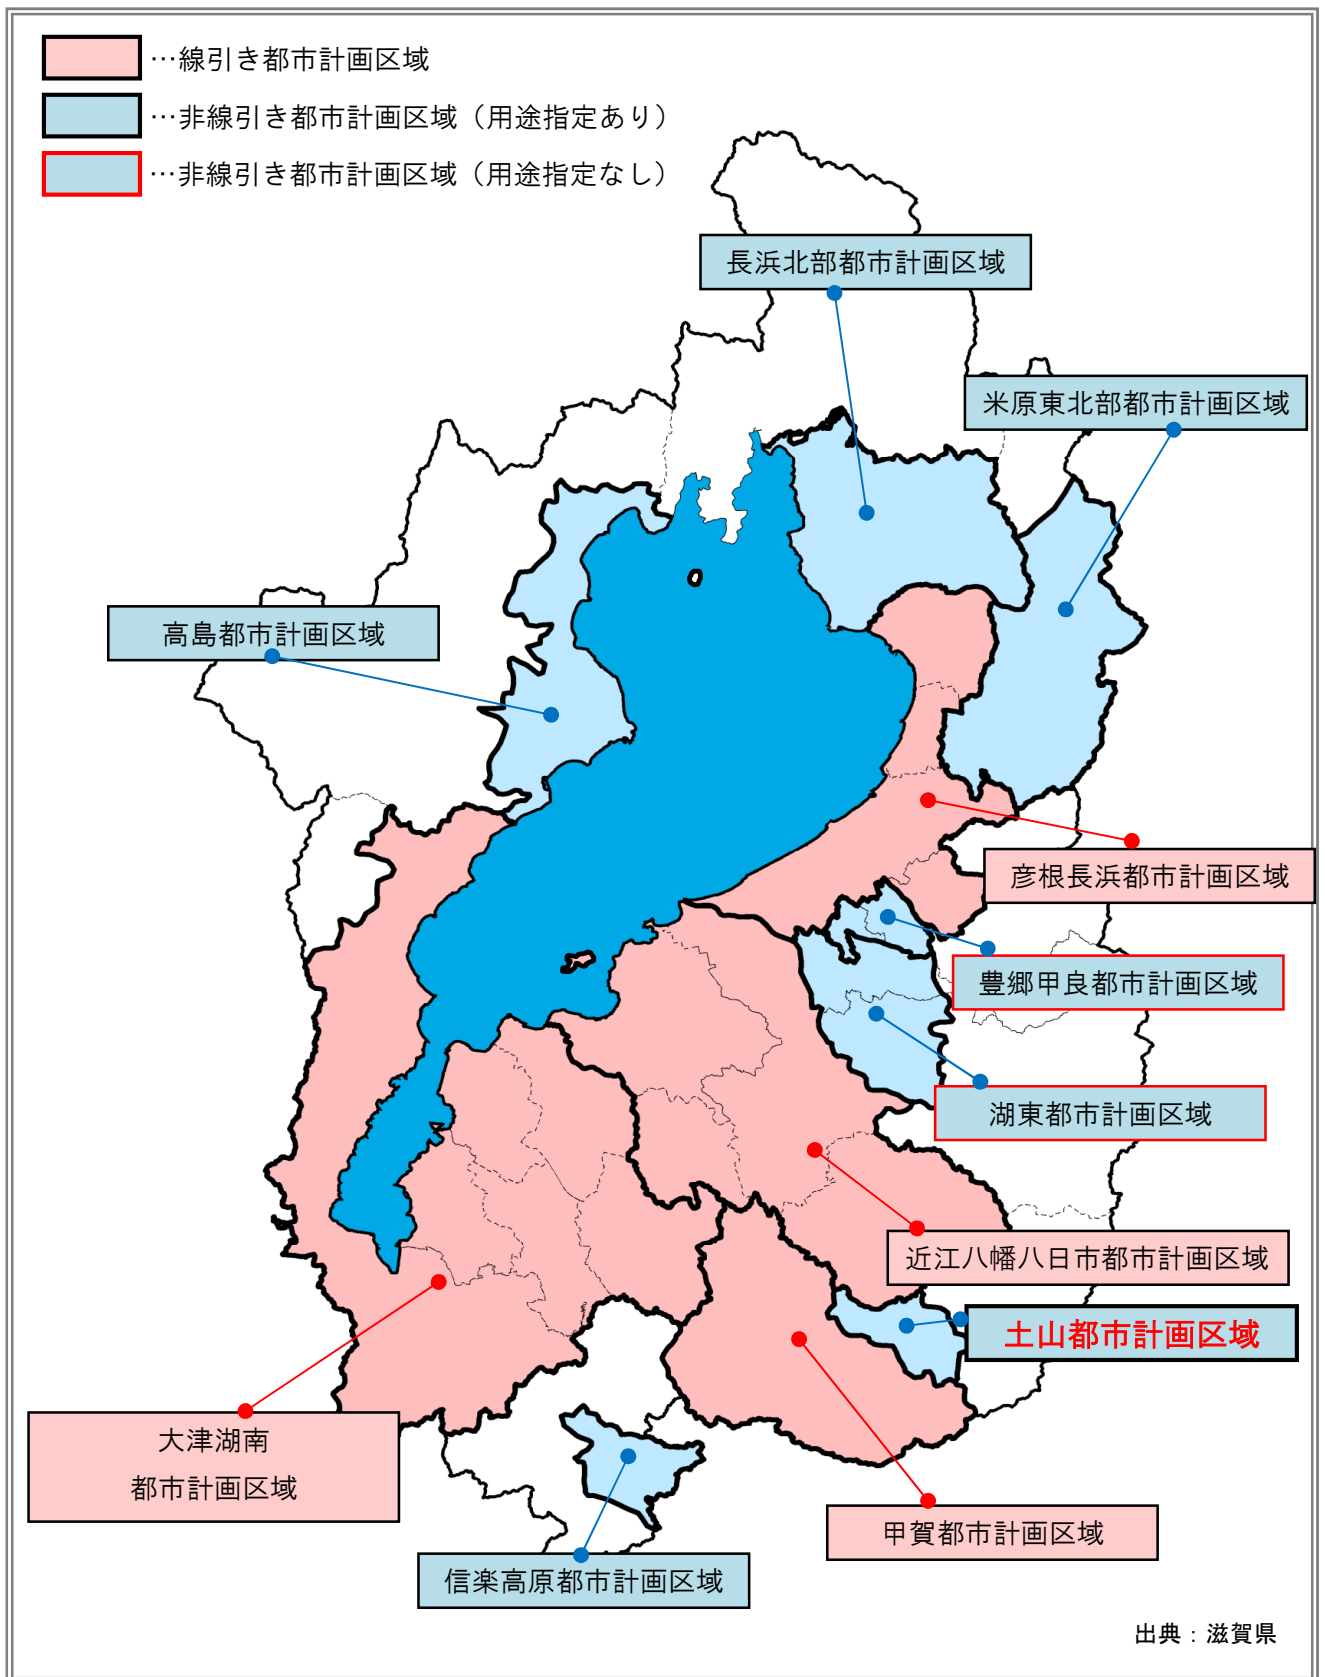 …線引き都市計画区域
…非線引き都市計画区域（用途指定あり）
…非線引き都市計画区域（用途指定なし）
長浜北部都市計画区域
米原東北部都市計画区域
高島都市計画区域
彦根長浜都市計画区域
豊郷甲良都市計画区域
湖東都市計画区域
近江八幡八日市都市計画区域
土山都市計画区域
大津湖南
都市計画区域
甲賀都市計画区域
信楽高原都市計画区域
出典：滋賀県